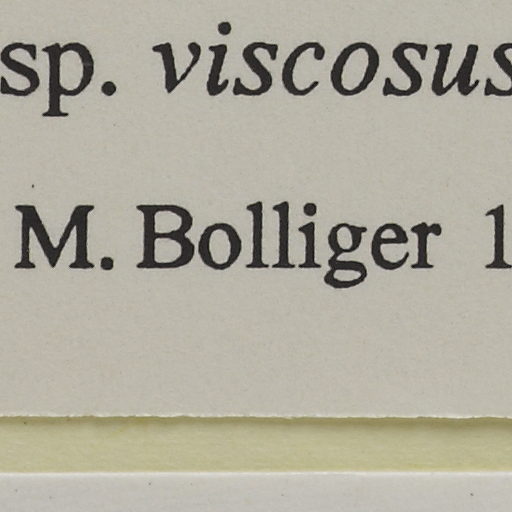 sp. viscosus
M. Bolliger 1